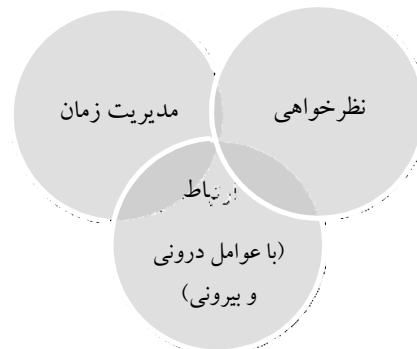 نظرخواهی
مدیریت زمان
ارتباط
(با عوامل درونی
و بیرونی)